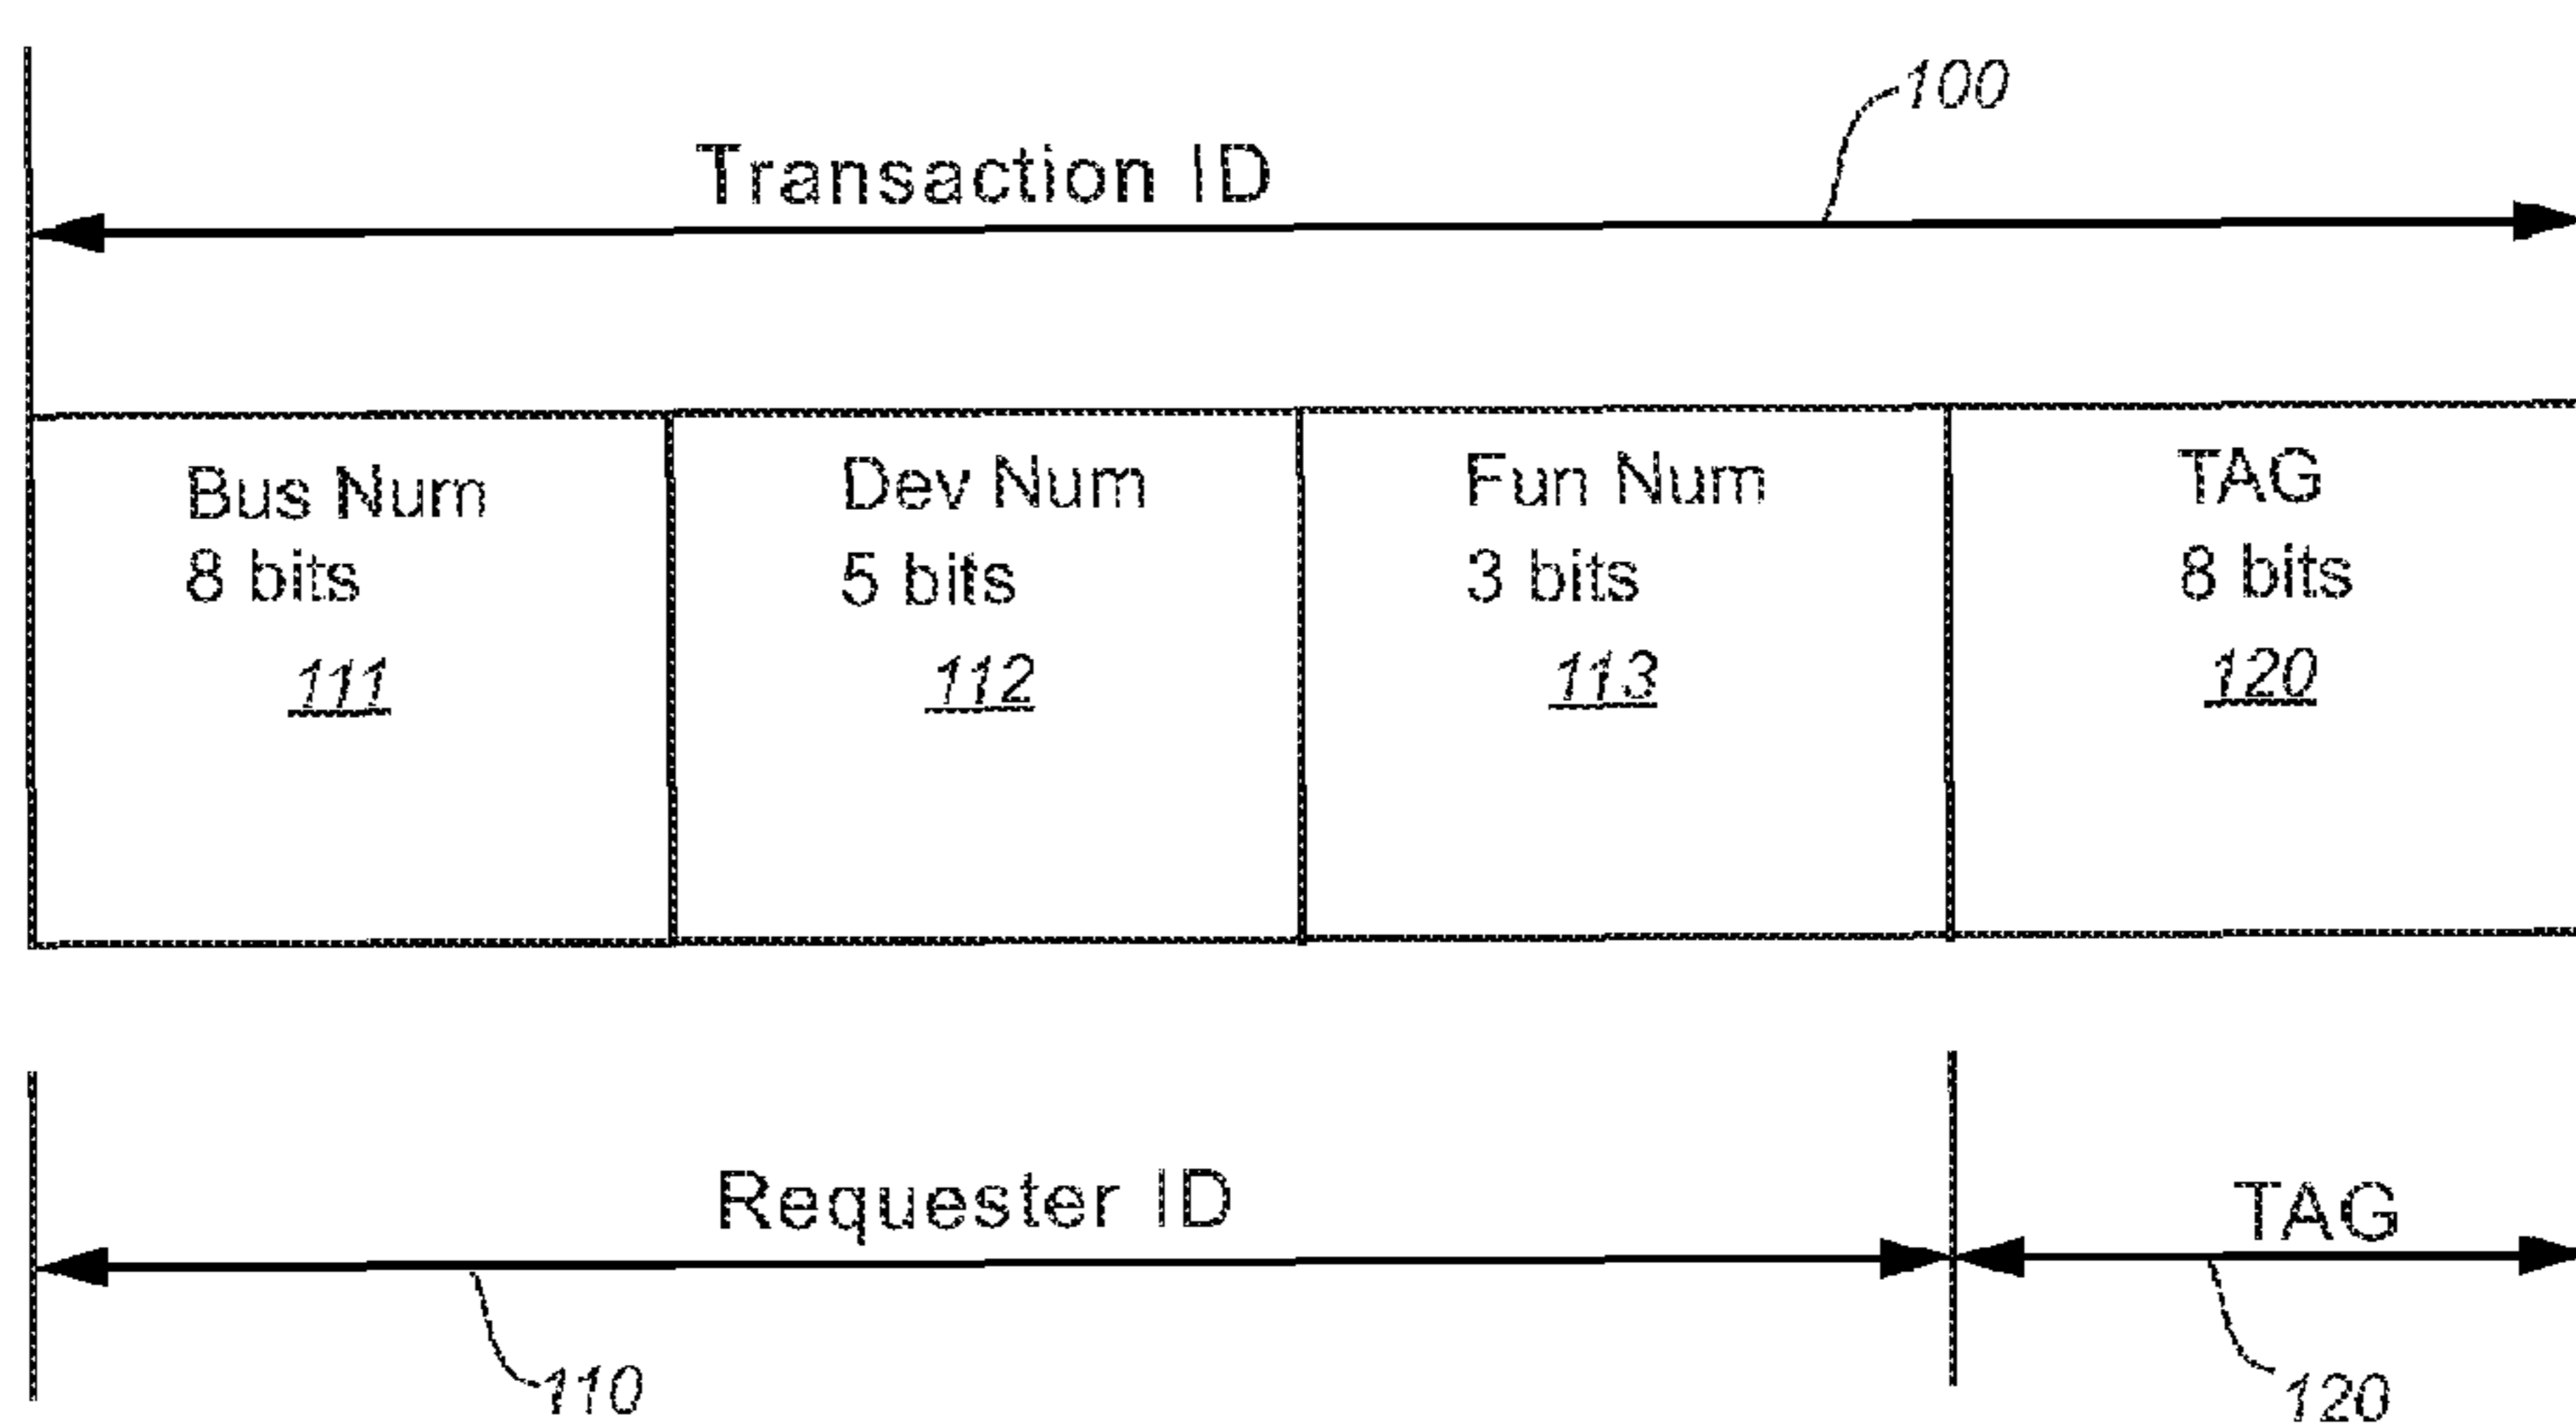 100
Transaction ID
Bus Num
8 bits
111
Dev Num
5 bits
112
Fun Num
3 bits
113
TAG
8 bits
120
Requester ID
TAG
110
120